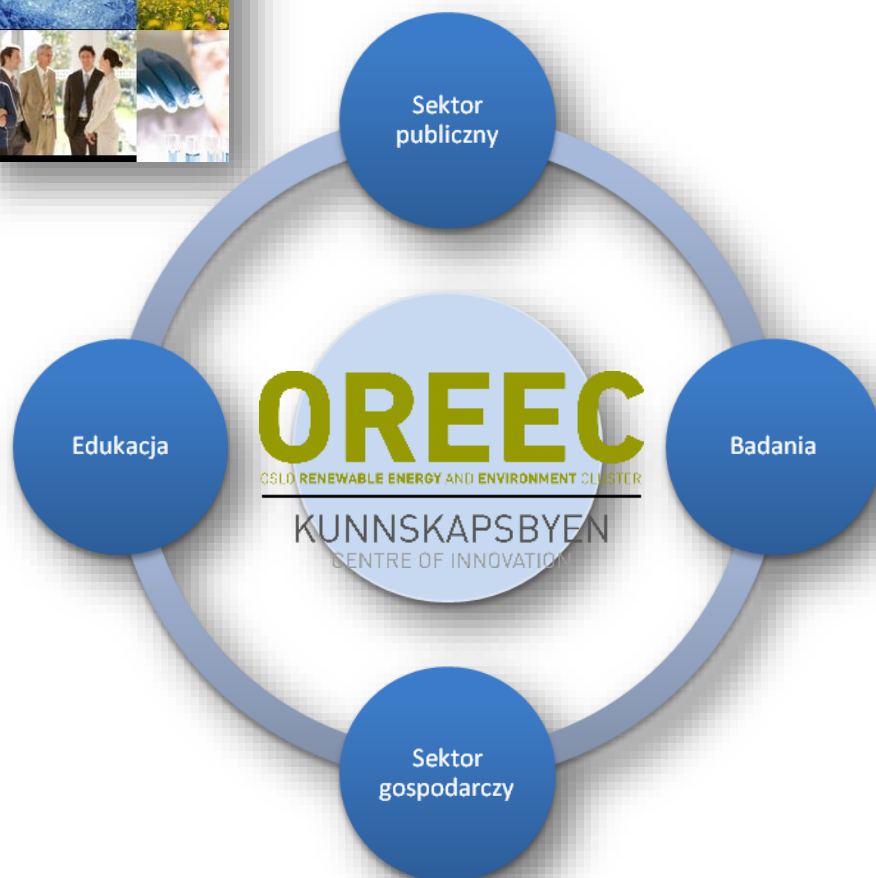 Sektor
publiczny
Edukacja
OREEC
OSLO RENEWABLE ENERGY AND ENVIRONMENT CLUSTER
KUNNSKAPSBYEN
CENTRE OF INNOVATION
Badania
Sektor
gospodarczy